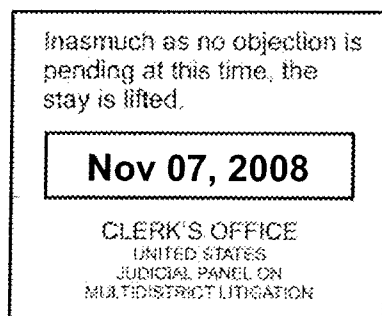 Inasmuch as no objection is
pending at this time, the
stay is lifted.
Nov 07, 2008
CLERK'S OFFICE
UNITED STATES
JUDICIAL PANEL ON
MULTIDISTRICT LITIGATION